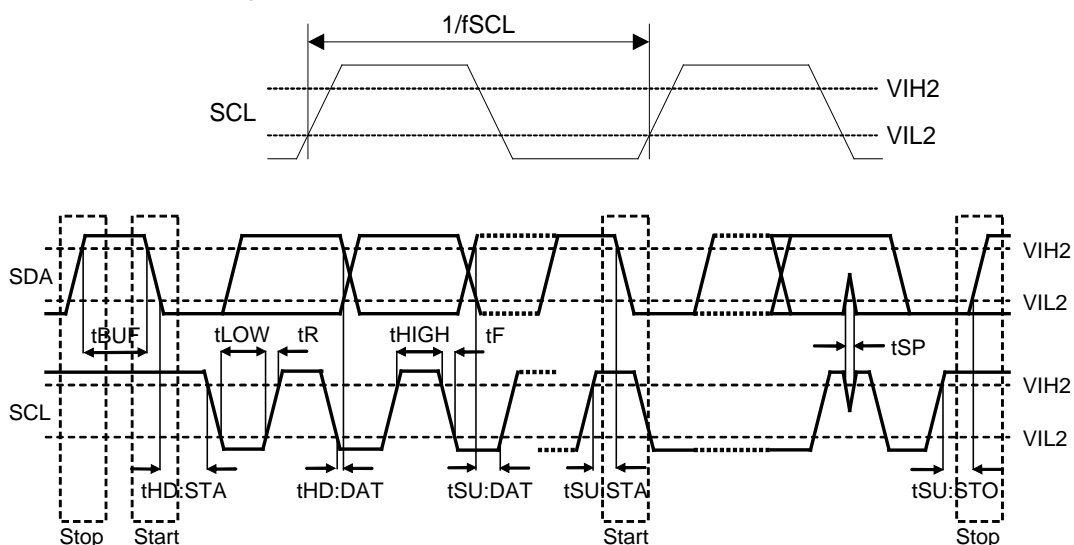 1/fSCL
VIH2
SCL
VIL2
VIH2
SDA
VIL2
tBUF tLOW tR tHIGH tF
tSP
VIH2
SCL
VIL2
tHD:STA tHD:DAT tSU:DAT tSU:STA tSU:STO
Stop Start Start Stop